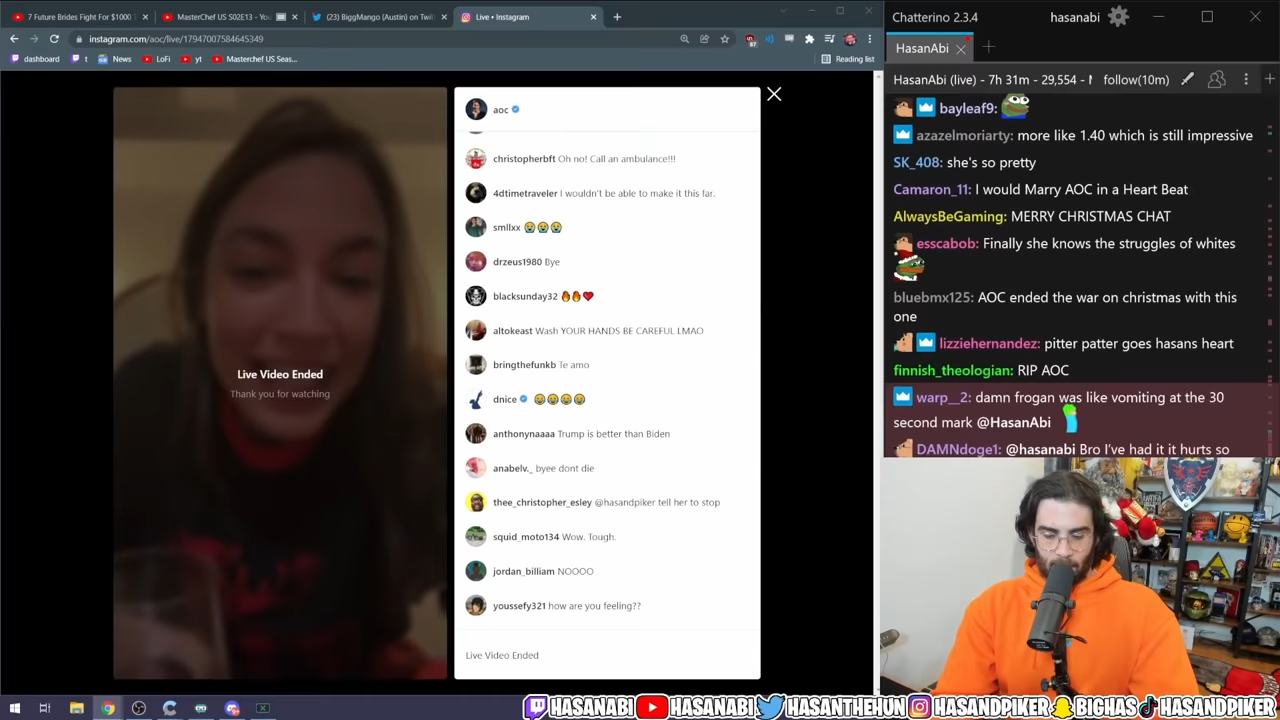 7 Future Brides Fight For $1000
MasterChef US S02E13 - You
(23) BiggMango (Austin) on Twit
Live • Instagram
instagram.com/aoc/live/17947007584645349
87
dashboard
t
News
LoFi
yt
Masterchef US Seas...
Reading list
Live Video Ended
Thank you for watching
aoc
christopherbft Oh no! Call an ambulance!!!
4dtimetraveler I wouldn't be able to make it this far.
smllxx 😭😭😭
drzeus1980 Bye
blacksunday32 🔥🔥❤️
altokeast Wash YOUR HANDS BE CAREFUL LMAO
bringthefunkb Te amo
dnice 😂😂😂😂
anthonynaaaa Trump is better than Biden
anabelv._ byee dont die
thee_christopher_esley @hasandpiker tell her to stop
squid_moto134 Wow. Tough.
jordan_billiam NOOOO
youssefy321 how are you feeling??
Live Video Ended
Chatterino 2.3.4
hasanabi
HasanAbi
HasanAbi (live) - 7h 31m - 29,554 -
follow(10m)
bayleaf9:
azazelmoriarty: more like 1.40 which is still impressive
SK_408: she's so pretty
Camaron_11: I would Marry AOC in a Heart Beat
AlwaysBeGaming: MERRY CHRISTMAS CHAT
esscabob: Finally she knows the struggles of whites
bluebmx125: AOC ended the war on christmas with this
one
lizziehernandez: pitter patter goes hasans heart
finnish_theologian: RIP AOC
warp__2: damn frogan was like vomiting at the 30
second mark @HasanAbi
DAMNdoge1: @hasanabi Bro I've had it it hurts so
HASANABI
HASANABI
HASANTHEHUN
HASANDPIKER
BIGHAS
HASANDPIKER